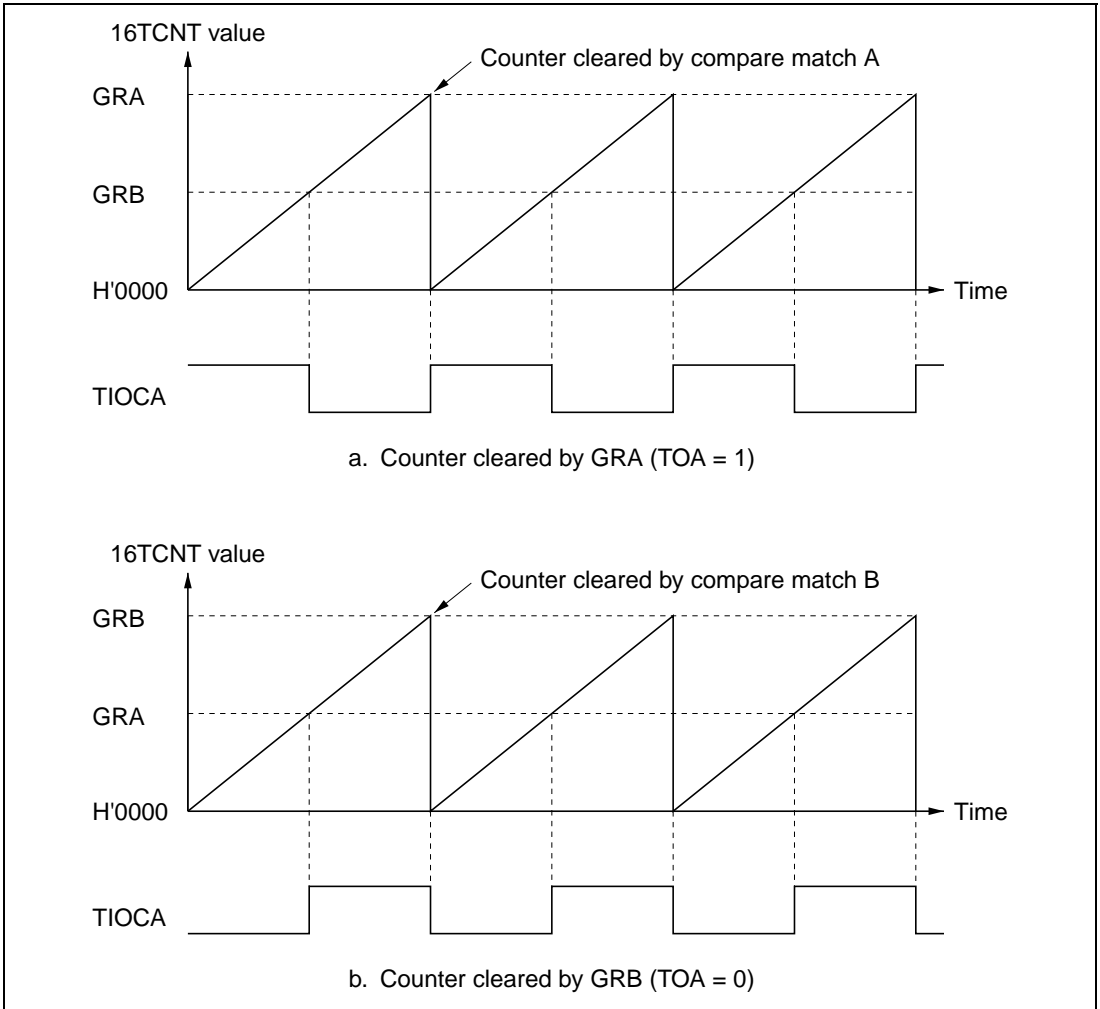 16TCNT value
Counter cleared by compare match A
GRA
GRB
H'0000
Time
TIOCA
a. Counter cleared by GRA (TOA = 1)
16TCNT value
Counter cleared by compare match B
GRB
GRA
H'0000
Time
TIOCA
b. Counter cleared by GRB (TOA = 0)